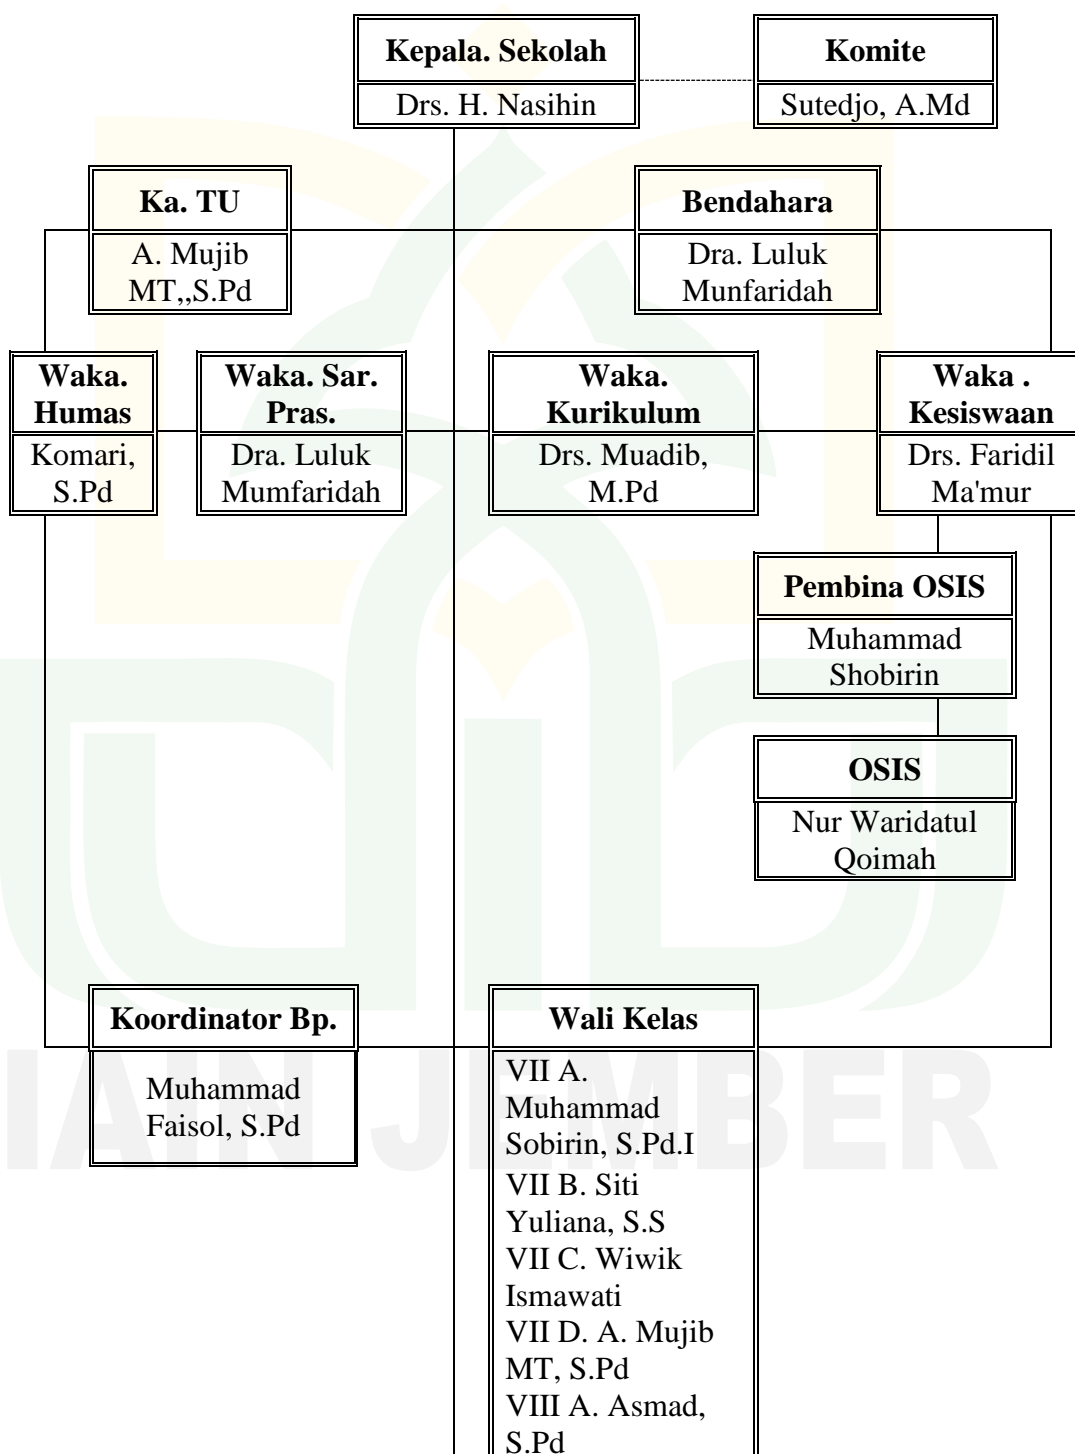 Kepala. Sekolah
Drs. H. Nasihin
Komite
Sutedjo, A.Md
Ka. TU
A. Mujib
MT,,S.Pd
Bendahara
Dra. Luluk
Munfaridah
Waka.
Humas
Komari,
S.Pd
Waka. Sar.
Pras.
Dra. Luluk
Mumfaridah
Waka.
Kurikulum
Drs. Muadib,
M.Pd
Waka .
Kesiswaan
Drs. Faridil
Ma'mur
Pembina OSIS
Muhammad
Shobirin
OSIS
Nur Waridatul
Qoimah
Koordinator Bp.
Muhammad
Faisol, S.Pd
Wali Kelas
VII A.
Muhammad
Sobirin, S.Pd.I
VII B. Siti
Yuliana, S.S
VII C. Wiwik
Ismawati
VII D. A. Mujib
MT, S.Pd
VIII A. Asmad,
S.Pd
IAIN JEMBER